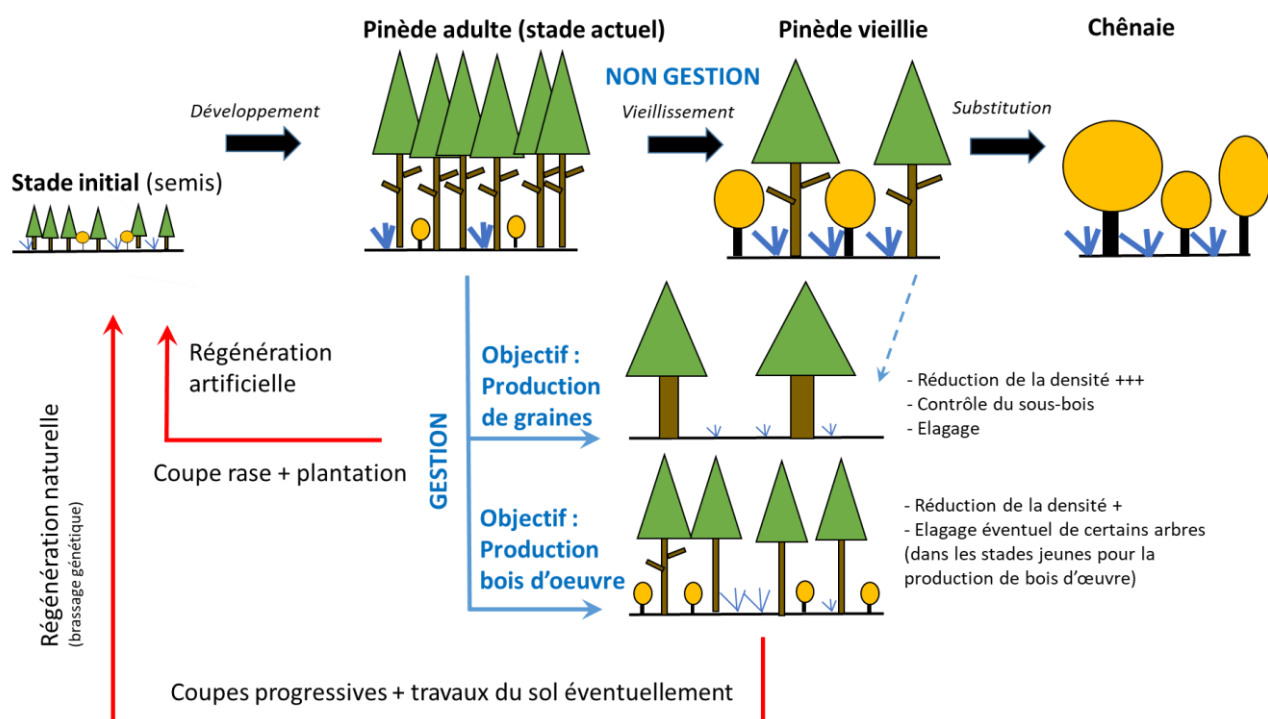 Pinède adulte (stade actuel)
Pinède vieillie
Chênaie
NON GESTION
Développement
Vieillissement
Substitution
Stade initial (semis)
Régénération
artificielle
Coupe rase + plantation
Régénération naturelle
(brassage génétique)
GESTION
Objectif :
Production
de graines
- Réduction de la densité +++
- Contrôle du sous-bois
- Elagage
Objectif :
Production
bois d'oeuvre
- Réduction de la densité +
- Elagage éventuel de certains arbres
(dans les stades jeunes pour la
production de bois d'œuvre)
Coupes progressives + travaux du sol éventuellement